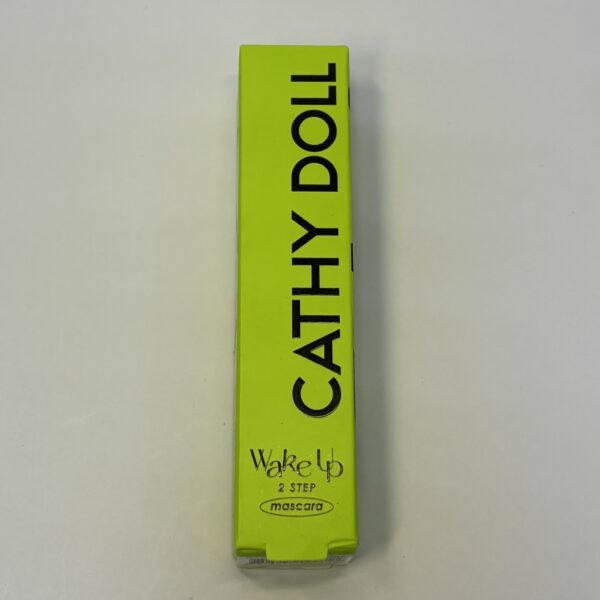 CATHY DOLL
Wake Up
2 STEP
mascara